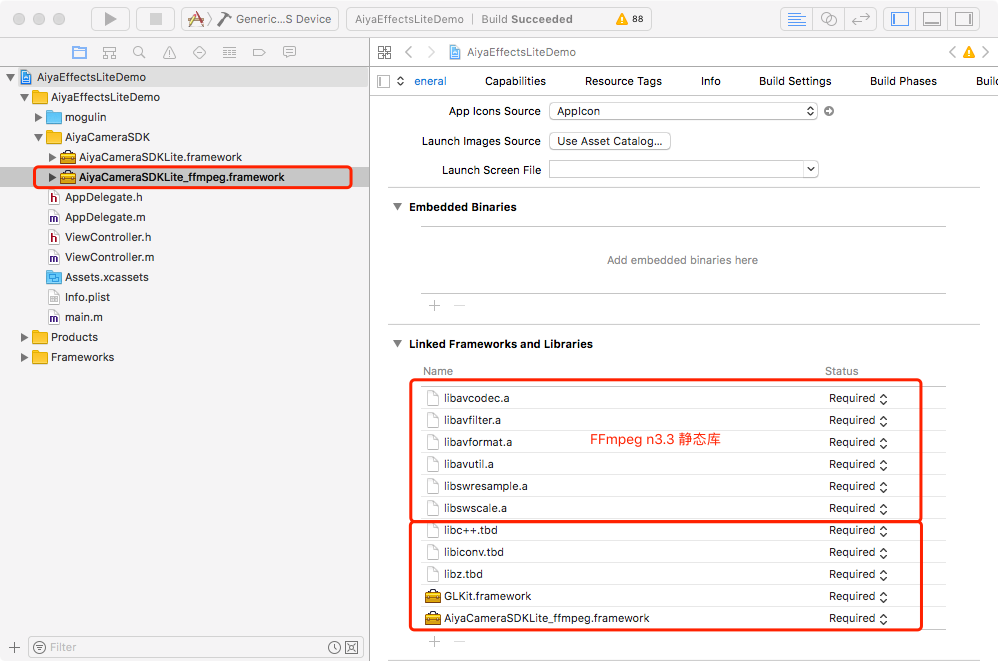 Generic...S Device
AiyaEffectsLiteDemo | Build Succeeded
88
AiyaEffectsLiteDemo
AiyaEffectsLiteDemo
mogulin
AiyaCameraSDK
AiyaCameraSDKLite.framework
AiyaCameraSDKLite_ffmpeg.framework
AppDelegate.h
AppDelegate.m
ViewController.h
ViewController.m
Assets.xcassets
Info.plist
main.m
Products
Frameworks
Filter
AiyaEffectsLiteDemo
eneral Capabilities Resource Tags Info Build Settings Build Phases Build
App Icons Source AppIcon
Launch Images Source Use Asset Catalog...
Launch Screen File
Embedded Binaries
Add embedded binaries here
Linked Frameworks and Libraries
Name Status
libavcodec.a Required
libavfilter.a Required
libavformat.a Required
FFmpeg n3.3 静态库
libavutil.a Required
libswresample.a Required
libswscale.a Required
libc++.tbd Required
libiconv.tbd Required
libz.tbd Required
GLKit.framework Required
AiyaCameraSDKLite_ffmpeg.framework Required